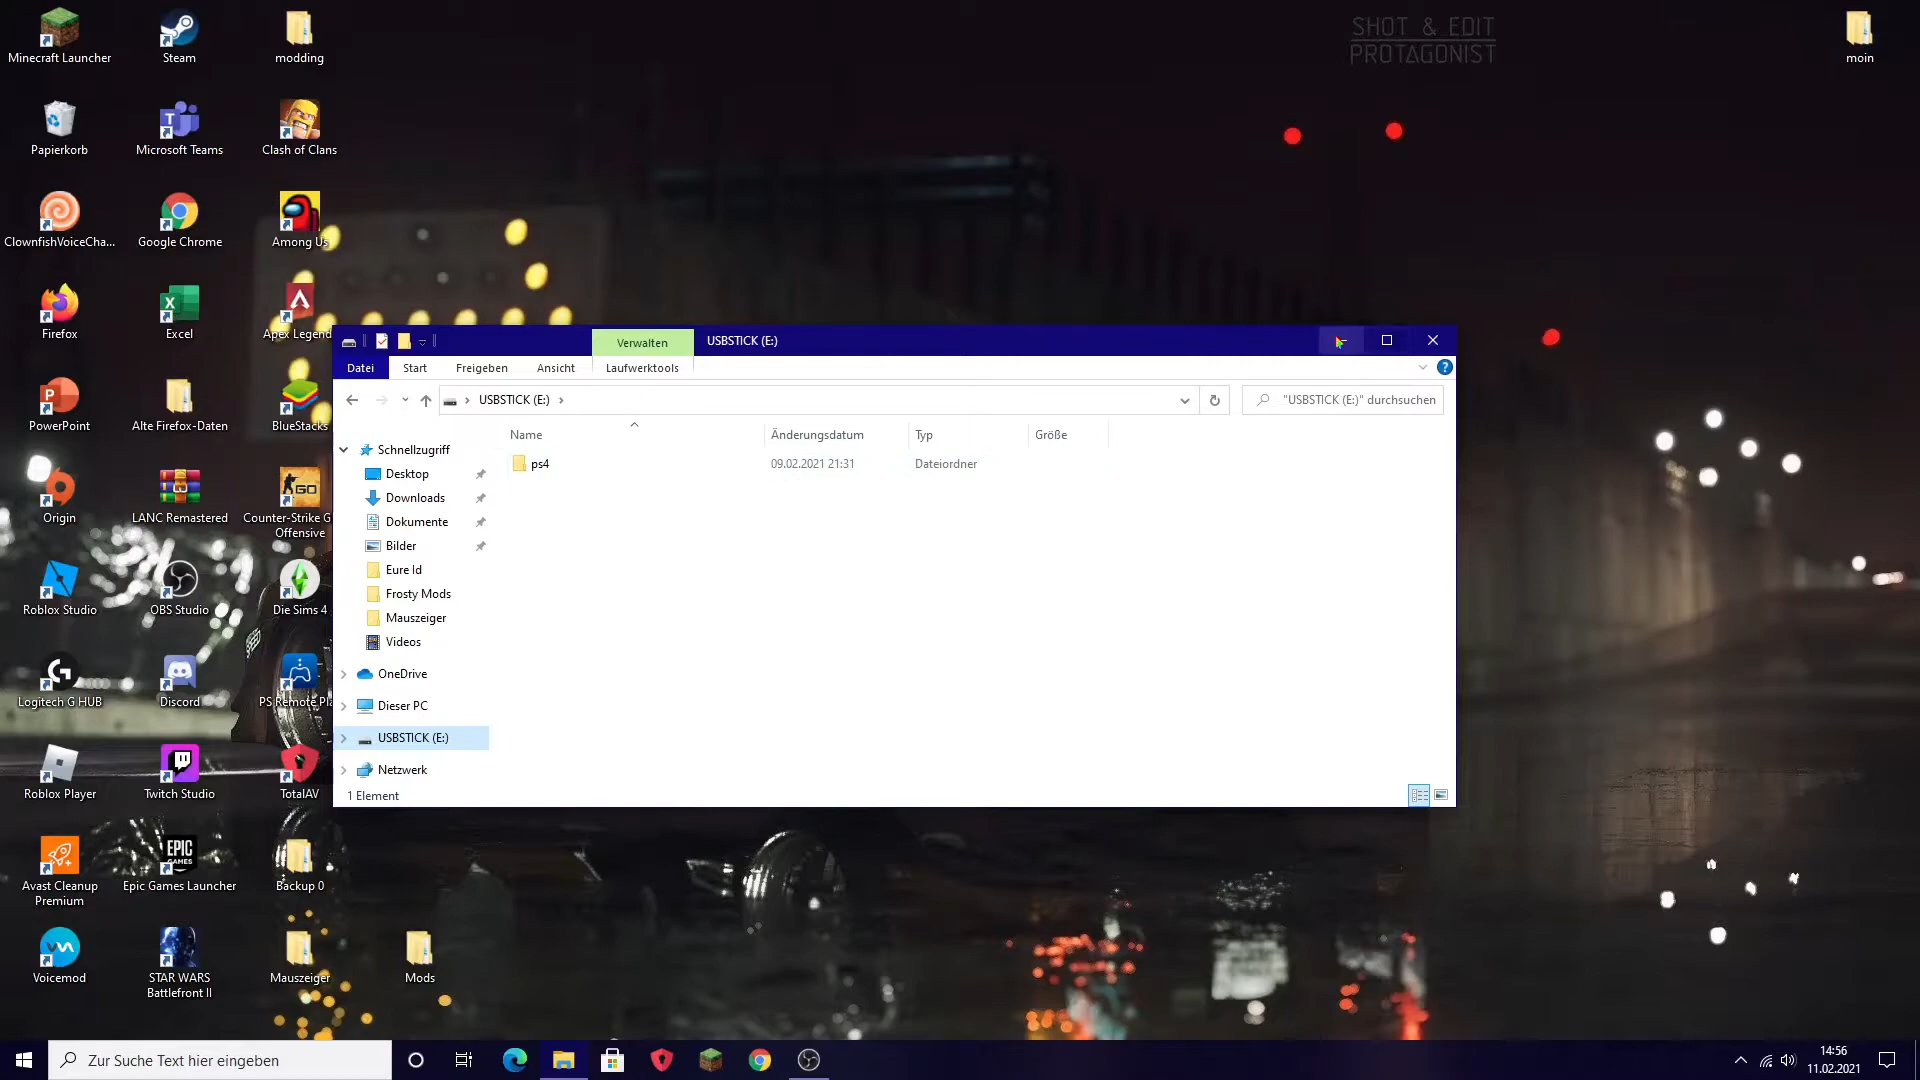 Minecraft Launcher
Steam
modding
SHOT & EDIT
PROTAGONIST
moin
Papierkorb
Microsoft Teams
Clash of Clans
ClownfishVoiceCha...
Google Chrome
Among Us
Firefox
Excel
Apex Legend
PowerPoint
Alte Firefox-Daten
BlueStacks
Origin
LANC Remastered
Counter-Strike G
Offensive
Roblox Studio
OBS Studio
Die Sims 4
Logitech G HUB
Discord
PS Remote Pla
Roblox Player
Twitch Studio
TotalAV
Avast Cleanup
Premium
Epic Games Launcher
Backup 0
Voicemod
STAR WARS
Battlefront II
Mauszeiger
Mods
EPIC
GAMES
GO
Verwalten
USBSTICK (E:)
Datei
Start
Freigeben
Ansicht
Laufwerktools
USBSTICK (E:)
"USBSTICK (E:)" durchsuchen
Name
Änderungsdatum
Typ
Größe
ps4
09.02.2021 21:31
Dateiordner
Schnellzugriff
Desktop
Downloads
Dokumente
Bilder
Eure Id
Frosty Mods
Mauszeiger
Videos
OneDrive
Dieser PC
USBSTICK (E:)
Netzwerk
1 Element
Zur Suche Text hier eingeben
14:56
11.02.2021